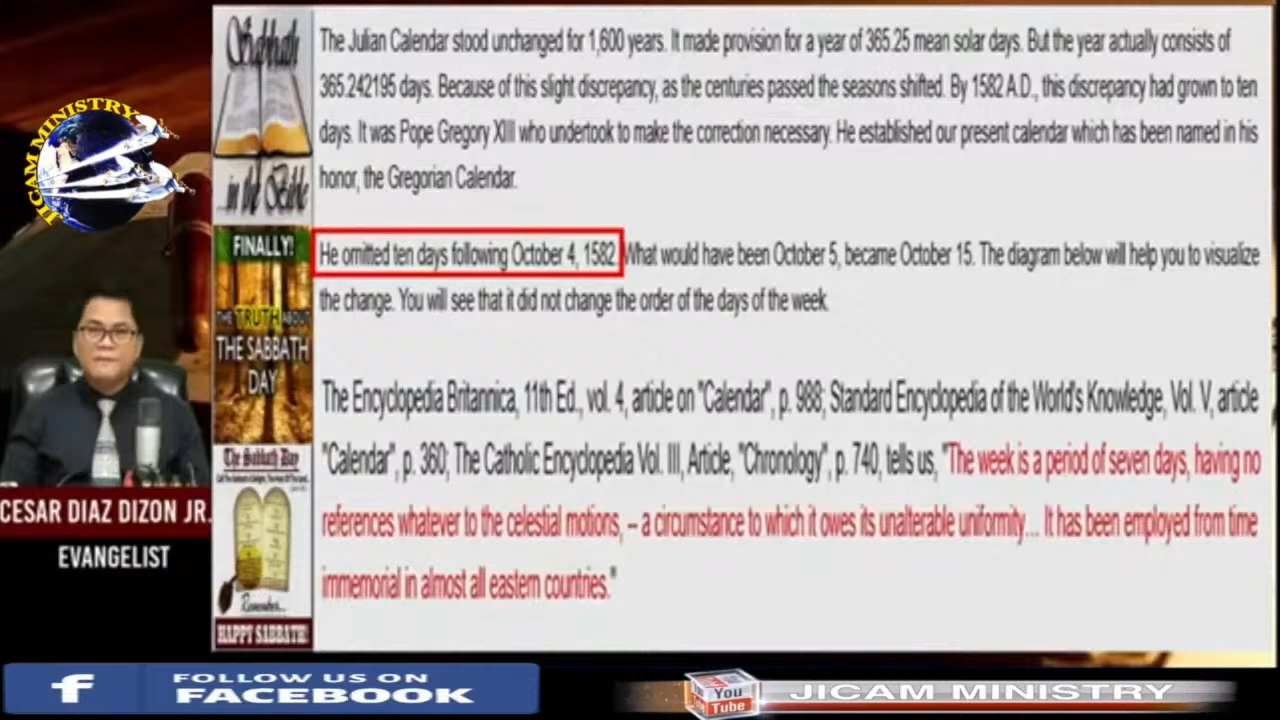 JICAM MINISTRY
Sabbath
...in the Bible
FINALLY!
THE TRUTH ABOUT
THE SABBATH
DAY
The Sabbath Day
Remember...
HAPPY SABBATH!
The Julian Calendar stood unchanged for 1,600 years. It made provision for a year of 365.25 mean solar days. But the year actually consists of
365.242195 days. Because of this slight discrepancy, as the centuries passed the seasons shifted. By 1582 A.D., this discrepancy had grown to ten
days. It was Pope Gregory XIII who undertook to make the correction necessary. He established our present calendar which has been named in his
honor, the Gregorian Calendar.
He omitted ten days following October 4, 1582. What would have been October 5, became October 15. The diagram below will help you to visualize
the change. You will see that it did not change the order of the days of the week.
The Encyclopedia Britannica, 11th Ed., vol. 4, article on "Calendar", p. 988; Standard Encyclopedia of the World's Knowledge, Vol. V, article
"Calendar", p. 360; The Catholic Encyclopedia Vol. III, Article, "Chronology", p. 740, tells us, "The week is a period of seven days, having no
references whatever to the celestial motions, – a circumstance to which it owes its unalterable uniformity... It has been employed from time
immemorial in almost all eastern countries."
CESAR DIAZ DIZON JR.
EVANGELIST
f FOLLOW US ON
FACEBOOK
You
Tube
JICAM MINISTRY